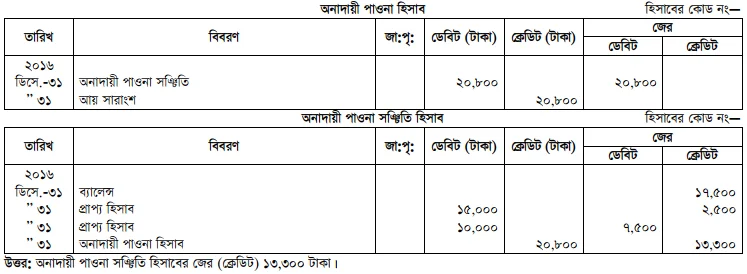 অনাদায়ী পাওনা হিসাব হিসাবের কোড নং—
তারিখ বিবরণ জা:পৃ: ডেবিট (টাকা) ক্রেডিট (টাকা) জের
ডেবিট ক্রেডিট
২০১৬
ডিসে.-৩১ অনাদায়ী পাওনা সঞ্চিতি ২০,৮০০ ২০,৮০০
” ৩১ আয় সারাংশ ২০,৮০০
অনাদায়ী পাওনা সঞ্চিতি হিসাব হিসাবের কোড নং—
তারিখ বিবরণ জা:পৃ: ডেবিট (টাকা) ক্রেডিট (টাকা) জের
ডেবিট ক্রেডিট
২০১৬
ডিসে.-৩১ ব্যালেন্স ১৭,৫০০
” ৩১ প্রাপ্য হিসাব ১৫,০০০ ২,৫০০
” ৩১ প্রাপ্য হিসাব ১০,০০০ ৭,৫০০
” ৩১ অনাদায়ী পাওনা হিসাব ২০,৮০০ ১৩,৩০০
উত্তর: অনাদায়ী পাওনা সঞ্চিতি হিসাবের জের (ক্রেডিট) ১৩,৩০০ টাকা।